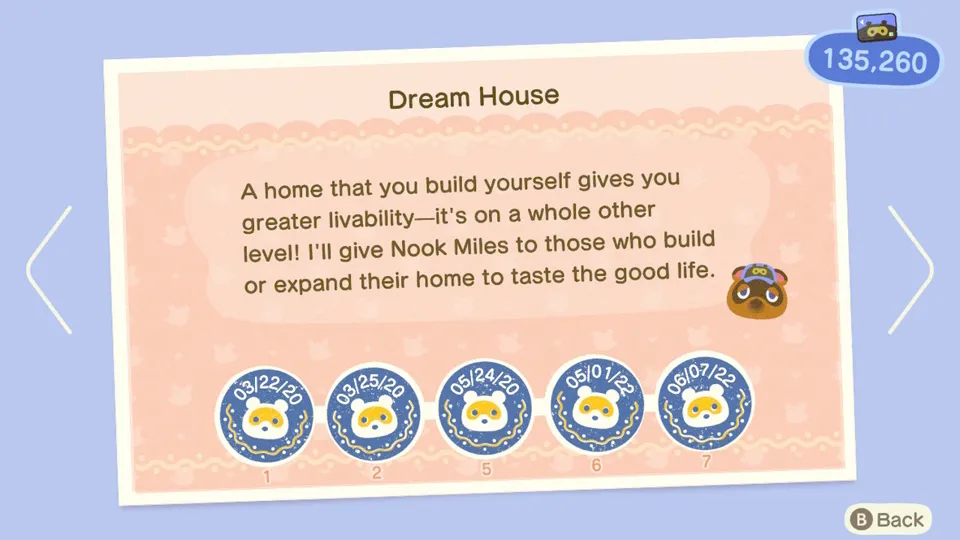 135,260
Dream House
A home that you build yourself gives you
greater livability—it's on a whole other
level! I'll give Nook Miles to those who build
or expand their home to taste the good life.
03/22/20
03/25/20
05/24/20
05/01/22
06/07/22
1
2
5
6
7
B Back